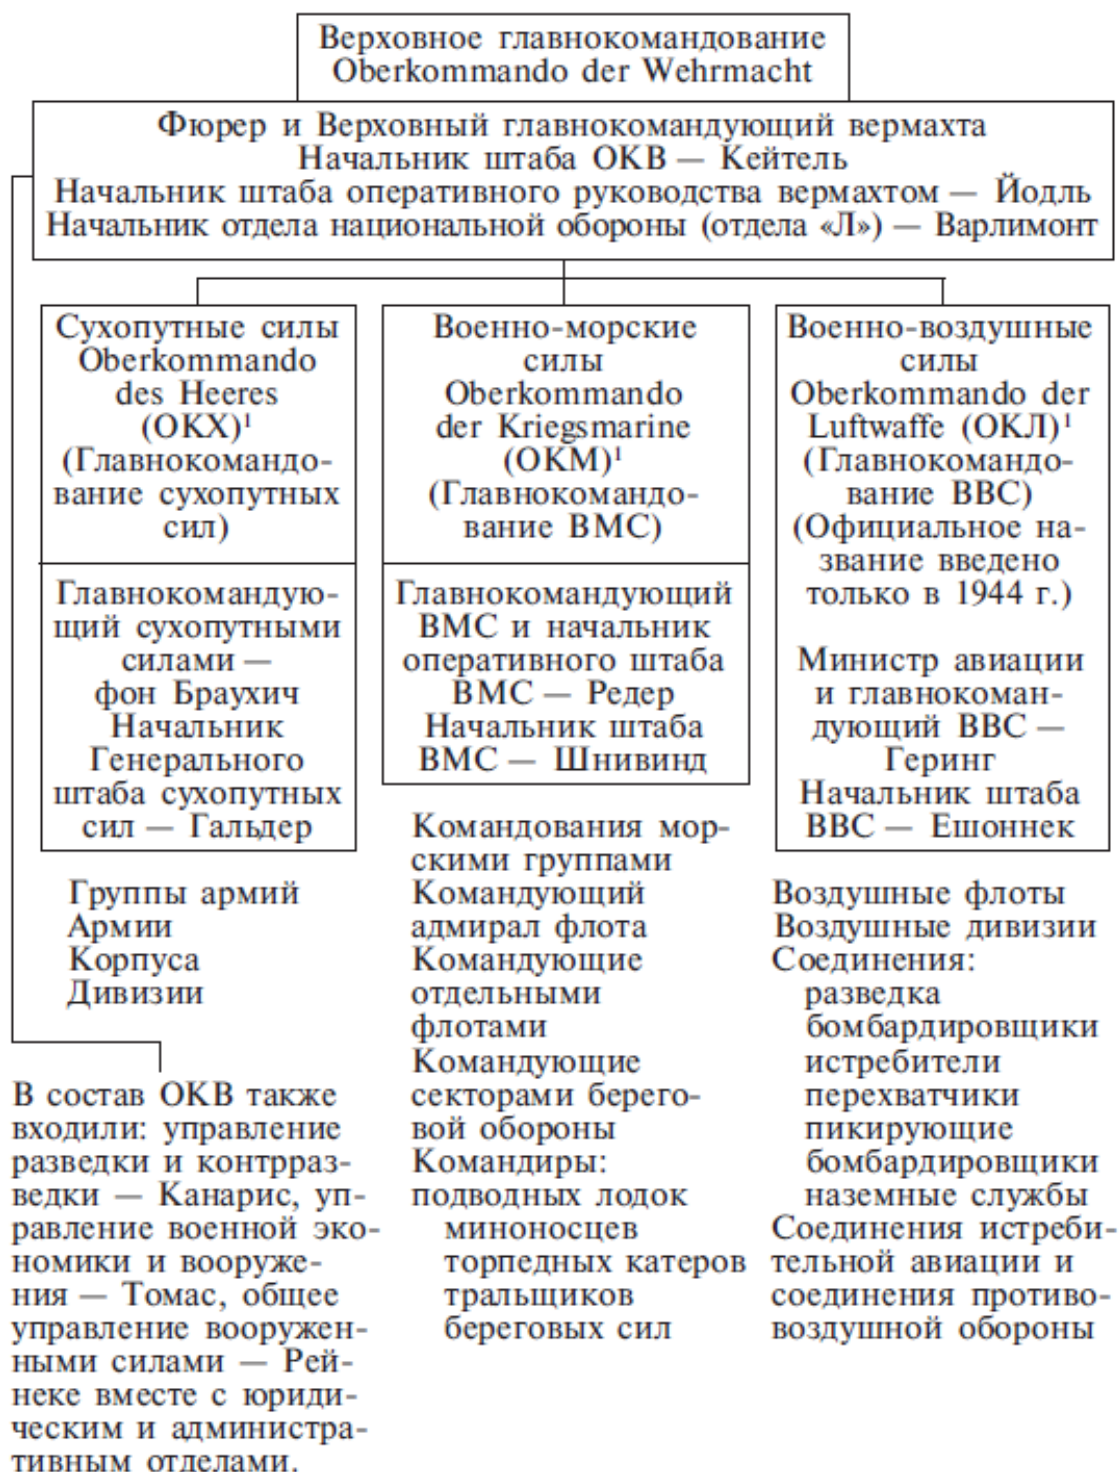 Верховное главнокомандование
Oberkommando der Wehrmacht
Фюрер и Верховный главнокомандующий вермахта
Начальник штаба ОКВ — Кейтель
Начальник штаба оперативного руководства вермахтом — Йодль
Начальник отдела национальной обороны (отдела «Л») — Варлимонт
Сухопутные силы
Oberkommando
des Heeres
(ОКХ)¹
(Главнокомандо-
вание сухопутных
сил)
Главнокомандую-
щий сухопутными
силами —
фон Браухич
Начальник
Генерального
штаба сухопутных
сил — Гальдер
Группы армий
Армии
Корпуса
Дивизии
В состав ОКВ также
входили: управление
разведки и контрраз-
ведки — Канарис, уп-
равление военной эко-
номики и вооруже-
ния — Томас, общее
управление вооружен-
ными силами — Рей-
неке вместе с юриди-
ческим и администра-
тивным отделами.
Военно-морские
силы
Oberkommando
der Kriegsmarine
(ОКМ)¹
(Главнокомандо-
вание ВМС)
Главнокомандующий
ВМС и начальник
оперативного штаба
ВМС — Редер
Начальник штаба
ВМС — Шнивинд
Командования мор-
скими группами
Командующий
адмирал флота
Командующие
отдельными
флотами
Командующие
секторами берего-
вой обороны
Командиры:
подводных лодок
миноносцев
торпедных катеров
тральщиков
береговых сил
Военно-воздушные
силы
Oberkommando der
Luftwaffe (ОКЛ)¹
(Главнокомандо-
вание ВВС)
(Официальное на-
звание введено
только в 1944 г.)
Министр авиации
и главнокоман-
дующий ВВС —
Геринг
Начальник штаба
ВВС — Ешоннек
Воздушные флоты
Воздушные дивизии
Соединения:
разведка
бомбардировщики
истребители
перехватчики
пикирующие
бомбардировщики
наземные службы
Соединения истреби-
тельной авиации и
соединения противо-
воздушной обороны